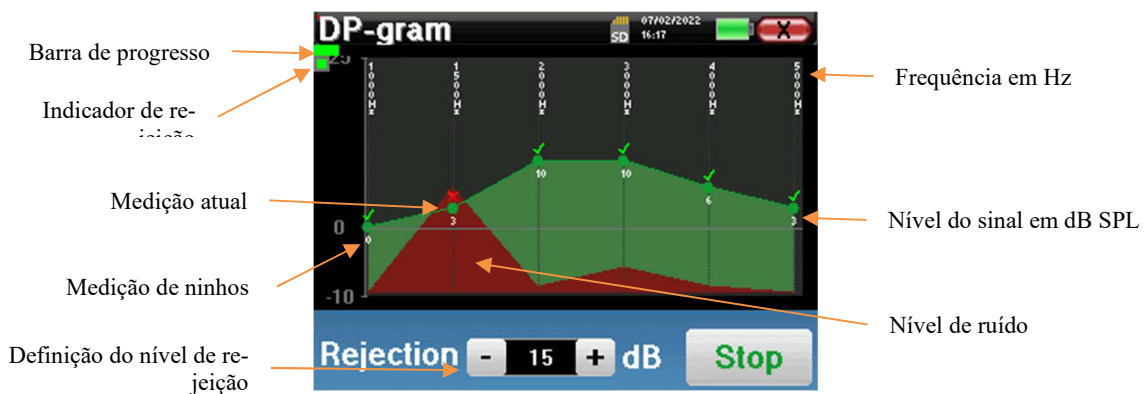 DP-gram
SD
07/02/2022
16:17
X
Barra de progresso
Indicador de re-
Frequência em Hz
1000Hz
1500Hz
2000Hz
3000Hz
4000Hz
5000Hz
Medição atual
10
10
6
3
3
0
0
Nível do sinal em dB SPL
Medição de ninhos
-10
Nível de ruído
Definição do nível de re-
jeição
Rejection - 15 + dB
Stop